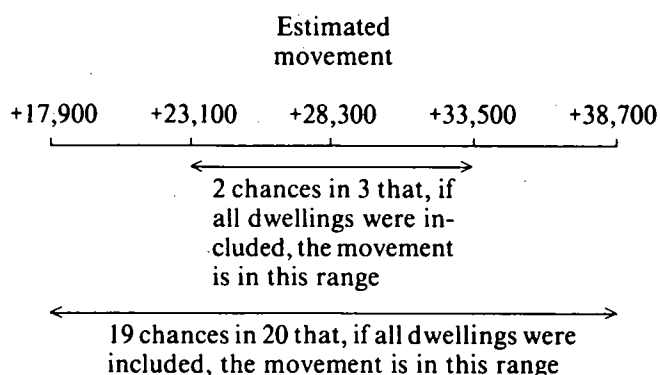 Estimated
movement
+17,900 +23,100 +28,300 +33,500 +38,700
2 chances in 3 that, if
all dwellings were in-
cluded, the movement
is in this range
19 chances in 20 that, if all dwellings were
included, the movement is in this range